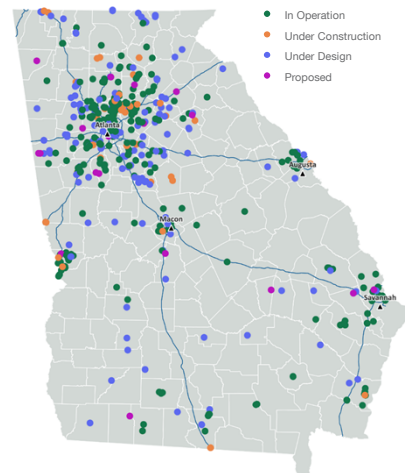 In Operation
Under Construction
Under Design
Proposed
Atlanta
Augusta
Macon
Savannah